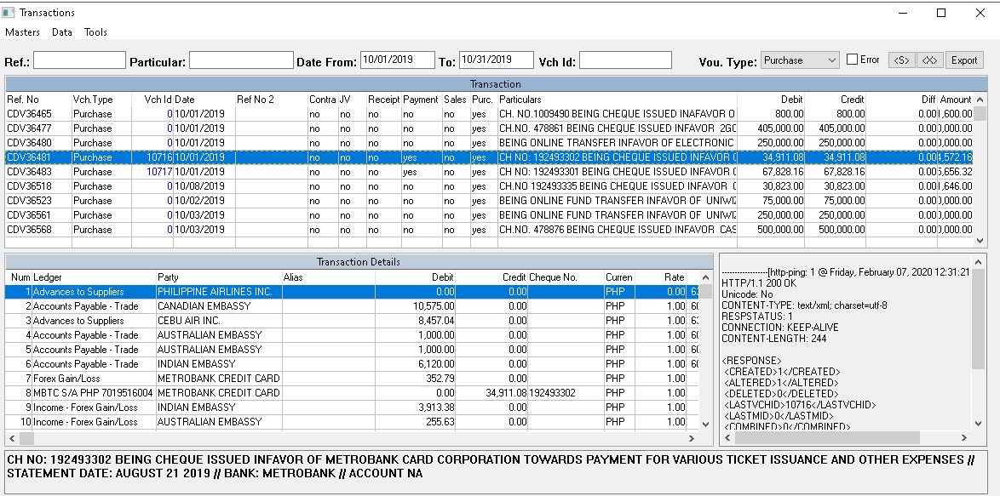 Transactions
Masters Data Tools
Ref.: Particular: Date From: 10/01/2019 To: 10/31/2019 Vch Id: Vou. Type: Purchase Error <S> <X> Export
Transaction
Ref. No Vch.Type Vch Id Date Ref No 2 Contra JV Receipt Payment Sales Purc. Particulars Debit Credit Diff Amount
CDV36465 Purchase 0 10/01/2019 no no no no no yes CH. NO.1009490 BEING CHEQUE ISSUED INAFAVOR O 800.00 800.00 0.00 ,600.00
CDV36477 Purchase 0 10/01/2019 no no no no no yes CH.NO. 478861 BEING CHEQUE ISSUED INFAVOR 2GO 405,000.00 405,000.00 0.00 ,000.00
CDV36480 Purchase 0 10/01/2019 no no no no no yes BEING ONLINE TRANSFER INFAVOR OF ELECTRONIC 250,000.00 250,000.00 0.00 ,000.00
CDV36481 Purchase 10716 10/01/2019 no no no yes no yes CH NO: 192493302 BEING CHEQUE ISSUED INFAVOR 34,911.08 34,911.08 0.00 ,572.16
CDV36483 Purchase 10717 10/01/2019 no no no yes no yes CH NO: 192493301 BEING CHEQUE ISSUED INFAVOR 67,828.16 67,828.16 0.00 ,656.32
CDV36518 Purchase 0 10/08/2019 no no no no no yes CH.NO 192493335 BEING CHEQUE ISSUED INFAVOR 30,823.00 30,823.00 0.00 ,646.00
CDV36523 Purchase 0 10/02/2019 no no no no no yes BEING ONLINE FUND TRANSFER INFAVOR OF UNIWI 75,000.00 75,000.00 0.00 ,000.00
CDV36561 Purchase 0 10/03/2019 no no no no no yes BEING ONLINE FUND TRANSFER INFAVOR OF UNIWI 250,000.00 250,000.00 0.00 ,000.00
CDV36568 Purchase 0 10/03/2019 no no no no no yes CH.NO. 478876 BEING CHEQUE ISSUED INFAVOR CAS 500,000.00 500,000.00 0.00 ,000.00
Transaction Details
Num Ledger Party Alias Debit Credit Cheque No. Curren Rate
1 Advances to Suppliers PHILIPPINE AIRLINES INC. 0.00 0.00 PHP 0.00 63
2 Accounts Payable - Trade CANADIAN EMBASSY 10,575.00 0.00 PHP 1.00 60
3 Advances to Suppliers CEBU AIR INC. 8,457.04 0.00 PHP 1.00 63
4 Accounts Payable - Trade AUSTRALIAN EMBASSY 1,000.00 0.00 PHP 1.00 60
5 Accounts Payable - Trade AUSTRALIAN EMBASSY 1,000.00 0.00 PHP 1.00 60
6 Accounts Payable - Trade INDIAN EMBASSY 6,120.00 0.00 PHP 1.00 60
7 Forex Gain/Loss METROBANK CREDIT CARD 352.79 0.00 PHP 1.00
8 MBTC S/A PHP 7019516004 METROBANK CREDIT CARD 0.00 34,911.08 192493302 PHP 1.00
9 Income - Forex Gain/Loss INDIAN EMBASSY 3,913.38 0.00 PHP 1.00
10 Income - Forex Gain/Loss AUSTRALIAN EMBASSY 255.63 0.00 PHP 1.00
-----------------[http-ping: 1 @ Friday, February 07, 2020 12:31:21
HTTP/1.1 200 OK
Unicode: No
CONTENT-TYPE: text/xml; charset=utf-8
RESPSTATUS: 1
CONNECTION: KEEP-ALIVE
CONTENT-LENGTH: 244
<RESPONSE>
<CREATED>1</CREATED>
<ALTERED>1</ALTERED>
<DELETED>0</DELETED>
<LASTVCHID>10716</LASTVCHID>
<LASTMID>0</LASTMID>
<COMBINED>0</COMBINED>
CH NO: 192493302 BEING CHEQUE ISSUED INFAVOR OF METROBANK CARD CORPORATION TOWARDS PAYMENT FOR VARIOUS TICKET ISSUANCE AND OTHER EXPENSES //
STATEMENT DATE: AUGUST 21 2019 // BANK: METROBANK // ACCOUNT NA